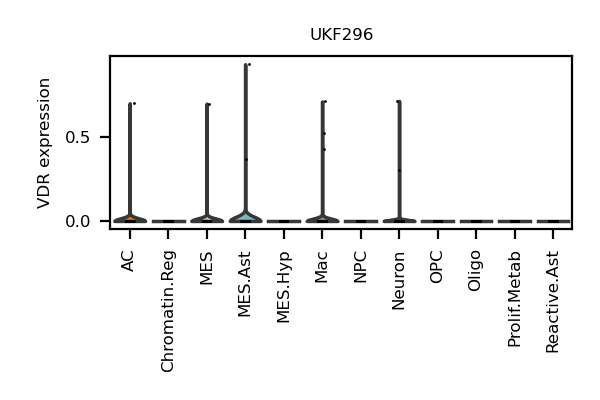 UKF296
VDR expression
0.5
0.0
AC
Chromatin.Reg
MES
MES.Ast
MES.Hyp
Mac
NPC
Neuron
OPC
Oligo
Prolif.Metab
Reactive.Ast